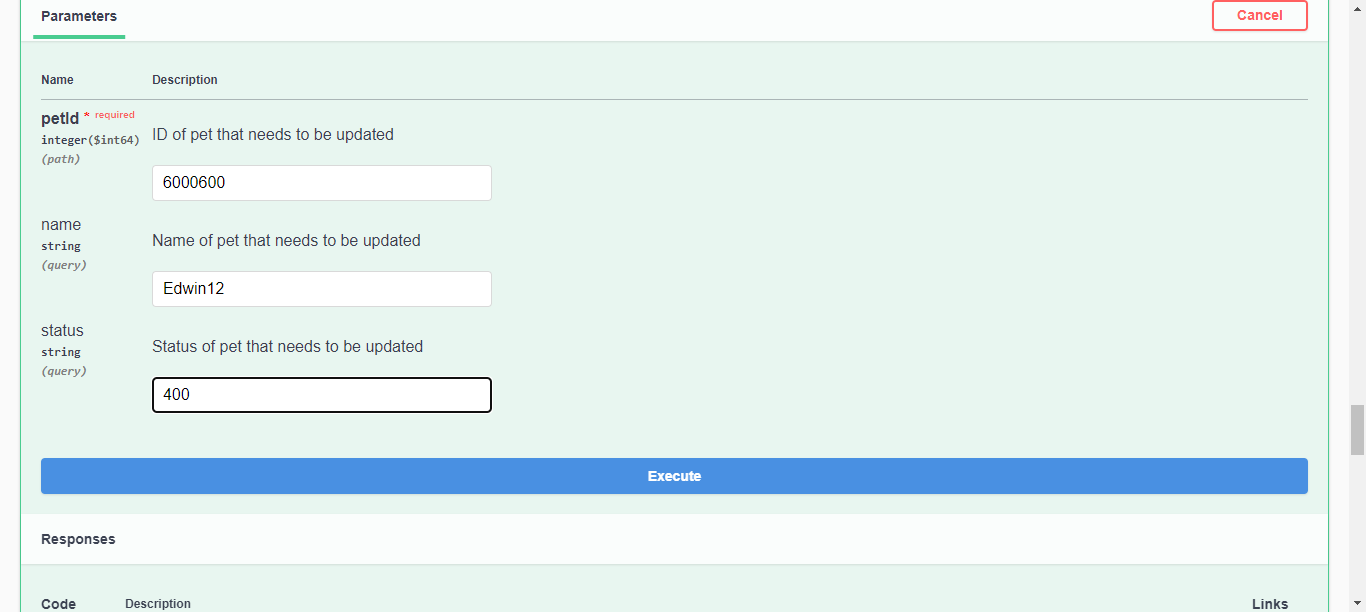 Parameters
Cancel
Name Description
petId * required
integer($int64)
(path)
ID of pet that needs to be updated
6000600
name
string
(query)
Name of pet that needs to be updated
Edwin12
status
string
(query)
Status of pet that needs to be updated
400
Execute
Responses
Code Description Links